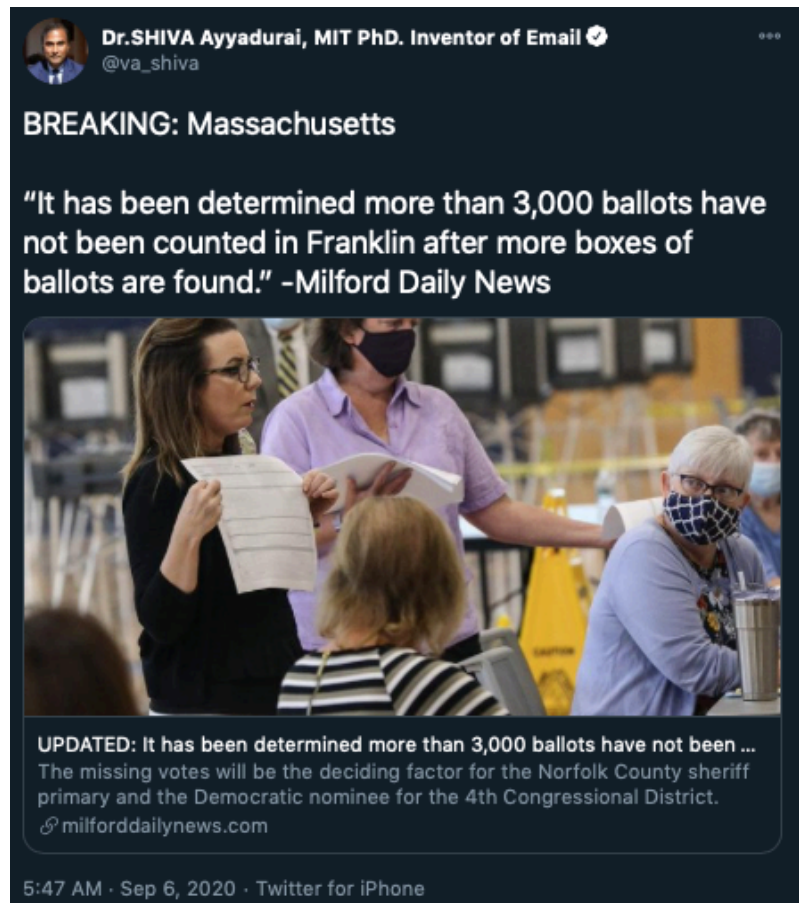 Dr.SHIVA Ayyadurai, MIT PhD. Inventor of Email
@va_shiva
BREAKING: Massachusetts
“It has been determined more than 3,000 ballots have
not been counted in Franklin after more boxes of
ballots are found.” -Milford Daily News
CAUTION
UPDATED: It has been determined more than 3,000 ballots have not been ...
The missing votes will be the deciding factor for the Norfolk County sheriff
primary and the Democratic nominee for the 4th Congressional District.
milforddailynews.com
5:47 AM · Sep 6, 2020 · Twitter for iPhone